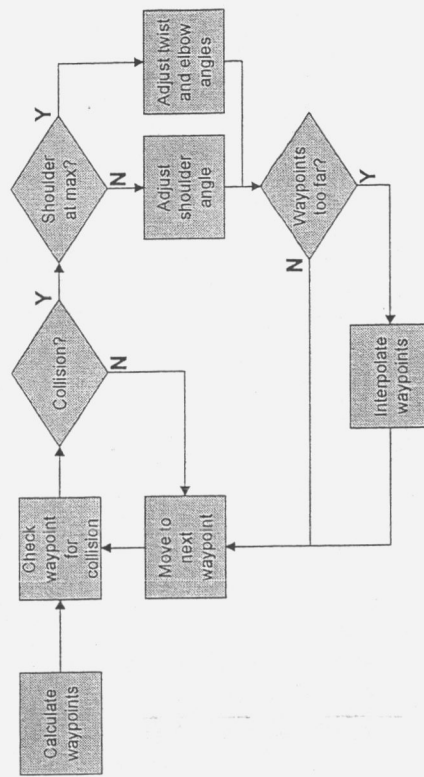 Calculate
waypoints
Check
waypoint
for
collision
Collision?
Y
N
Shoulder
at max?
Y
N
Adjust
shoulder
angle
Adjust twist
and elbow
angles
Waypoints
too far?
N
Y
Move to
next
waypoint
Interpolate
waypoints